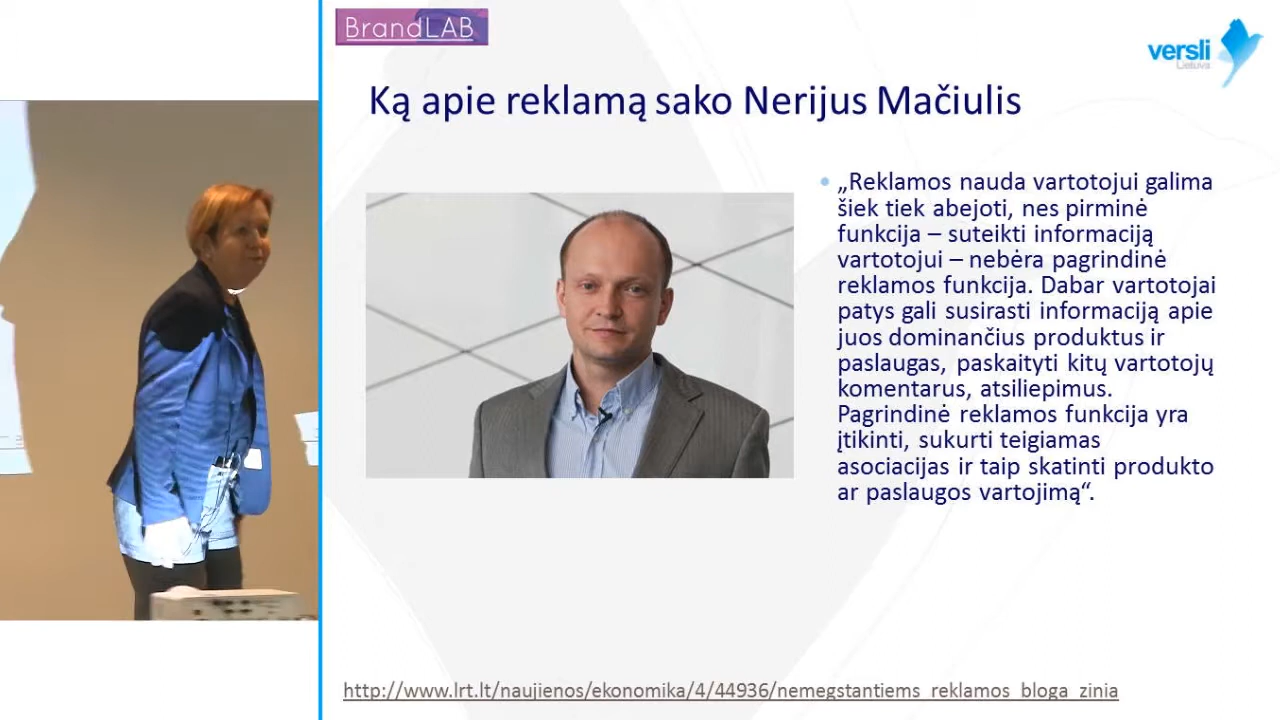 BrandLAB
versli
Lietuva
Ką apie reklamą sako Nerijus Mačiulis
„Reklamos nauda vartotojui galima
šiek tiek abejoti, nes pirminė
funkcija – suteikti informaciją
vartotojui – nebėra pagrindinė
reklamos funkcija. Dabar vartotojai
patys gali susirasti informaciją apie
juos dominančius produktus ir
paslaugas, paskaityti kitų vartotojų
komentarus, atsiliepimus.
Pagrindinė reklamos funkcija yra
įtikinti, sukurti teigiamas
asociacijas ir taip skatinti produkto
ar paslaugos vartojimą“.
http://www.lrt.lt/naujienos/ekonomika/4/44936/nemegstantiems_reklamos_bloga_zinia